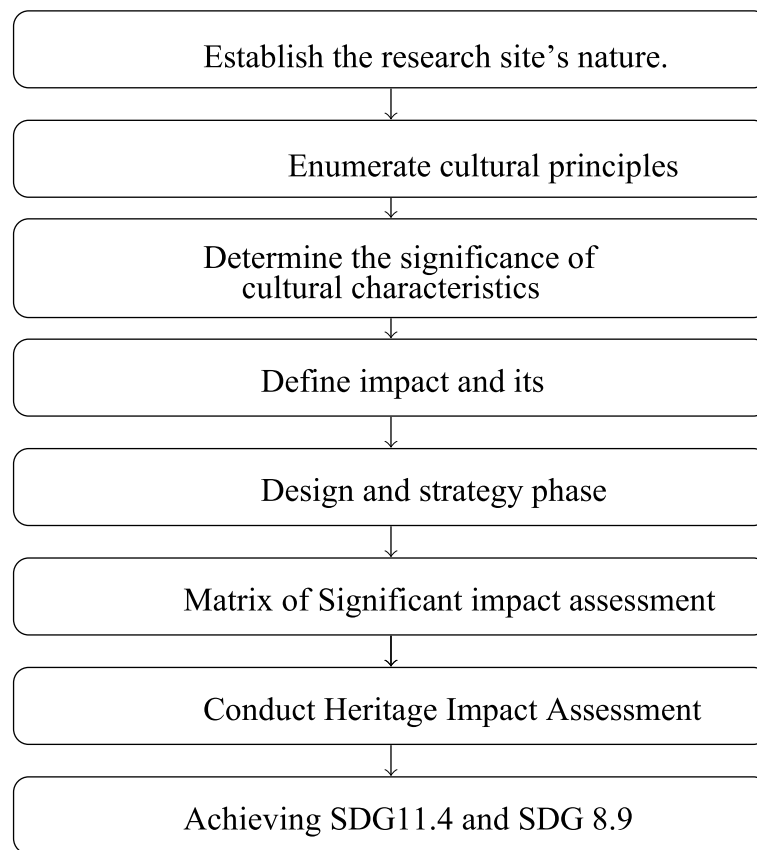 Establish the research site’s nature.
Enumerate cultural principles
Determine the significance of
cultural characteristics
Define impact and its
Design and strategy phase
Matrix of Significant impact assessment
Conduct Heritage Impact Assessment
Achieving SDG11.4 and SDG 8.9